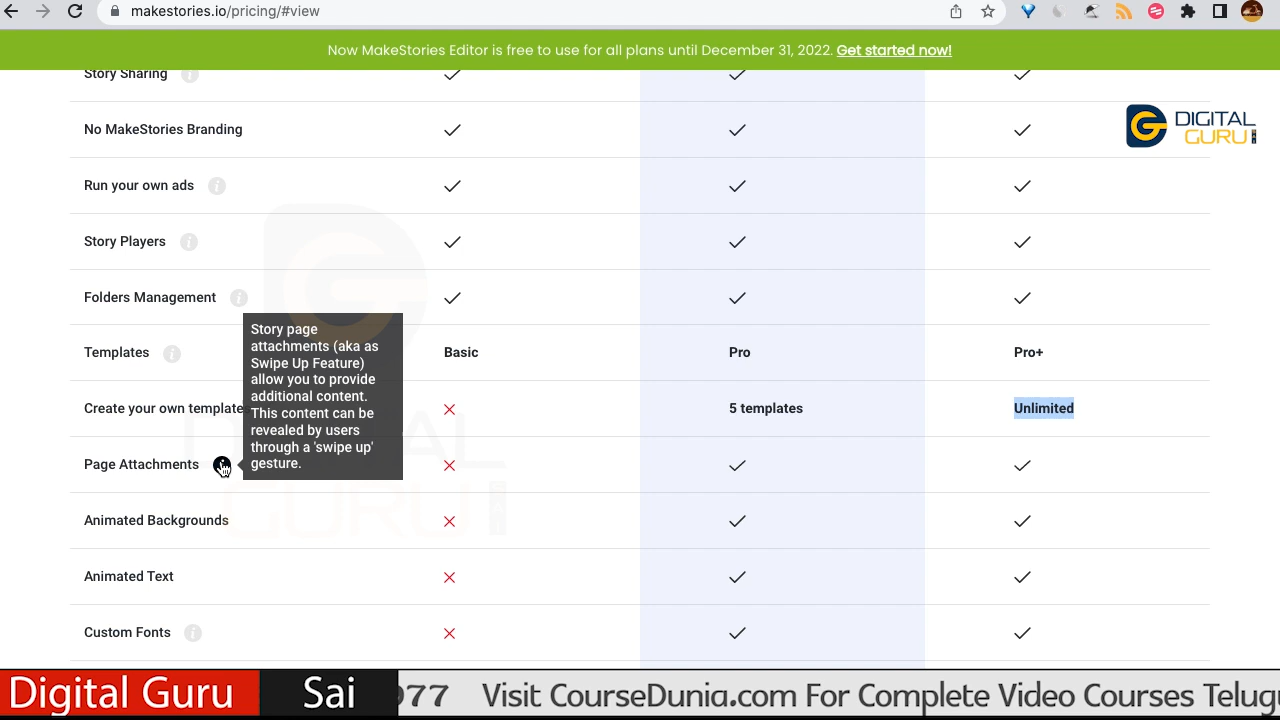 makestories.io/pricing/#view
Now MakeStories Editor is free to use for all plans until December 31, 2022. Get started now!
Story Sharing
DIGITAL
GURU
No MakeStories Branding
Run your own ads
Story Players
Folders Management
Story page
attachments (aka as
Swipe Up Feature)
allow you to provide
additional content.
This content can be
revealed by users
through a 'swipe up'
gesture.
Templates Basic Pro Pro+
Create your own template 5 templates Unlimited
Page Attachments
Animated Backgrounds
Animated Text
Custom Fonts
Digital Guru Sai 077 Visit CourseDunia.com For Complete Video Courses Telug